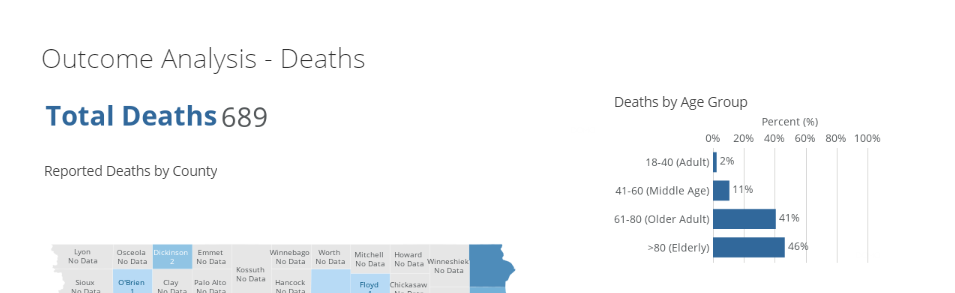 Outcome Analysis - Deaths
Total Deaths 689
Reported Deaths by County
Deaths by Age Group
Percent (%)
0% 20% 40% 60% 80% 100%
18-40 (Adult) 2%
41-60 (Middle Age) 11%
61-80 (Older Adult) 41%
>80 (Elderly) 46%
Lyon
No Data
Osceola
No Data
Dickinson
2
Emmet
No Data
Kossuth
No Data
Winnebago
No Data
Worth
No Data
Mitchell
No Data
Howard
No Data
Winneshiek
No Data
Sioux
No Data
O'Brien
1
Clay
No Data
Palo Alto
No Data
Hancock
No Data
Floyd
Chickasaw
No Data